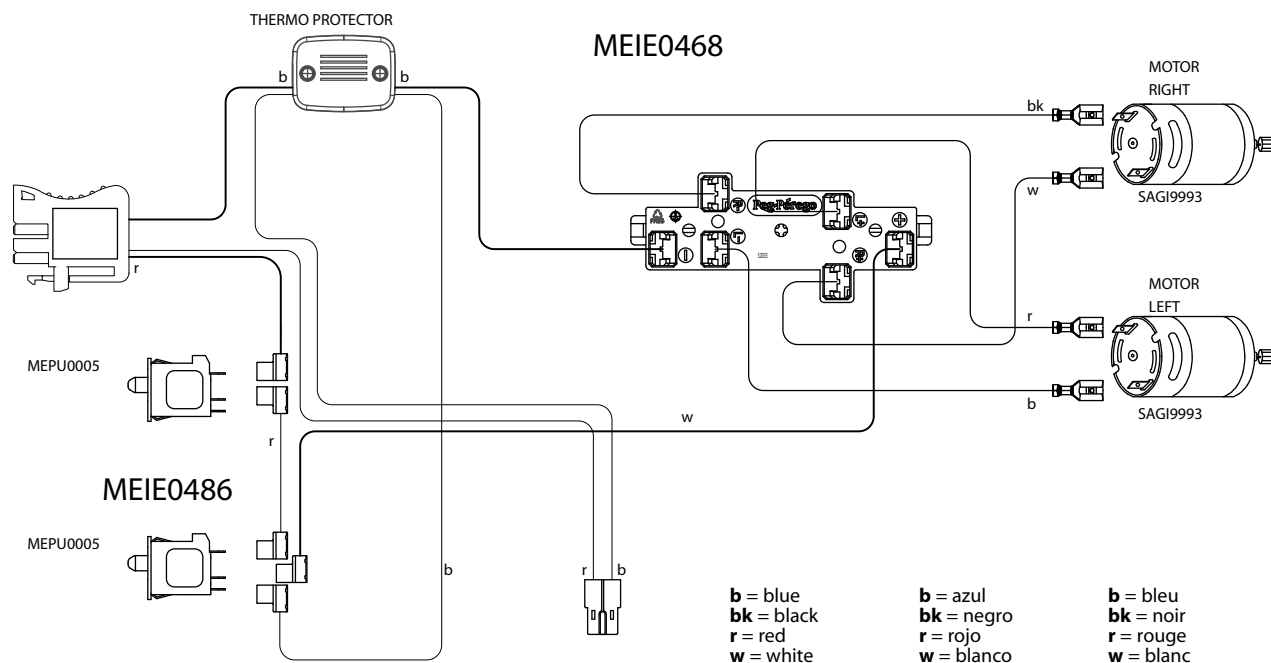 THERMO PROTECTOR
MEIE0468
b
b
MOTOR
RIGHT
bk
w
SAGI9993
Peg-Pérego
r
MOTOR
LEFT
r
b
SAGI9993
MEPU0005
w
r
MEIE0486
MEPU0005
b
r b
b = blue
bk = black
r = red
w = white
b = azul
bk = negro
r = rojo
w = blanco
b = bleu
bk = noir
r = rouge
w = blanc